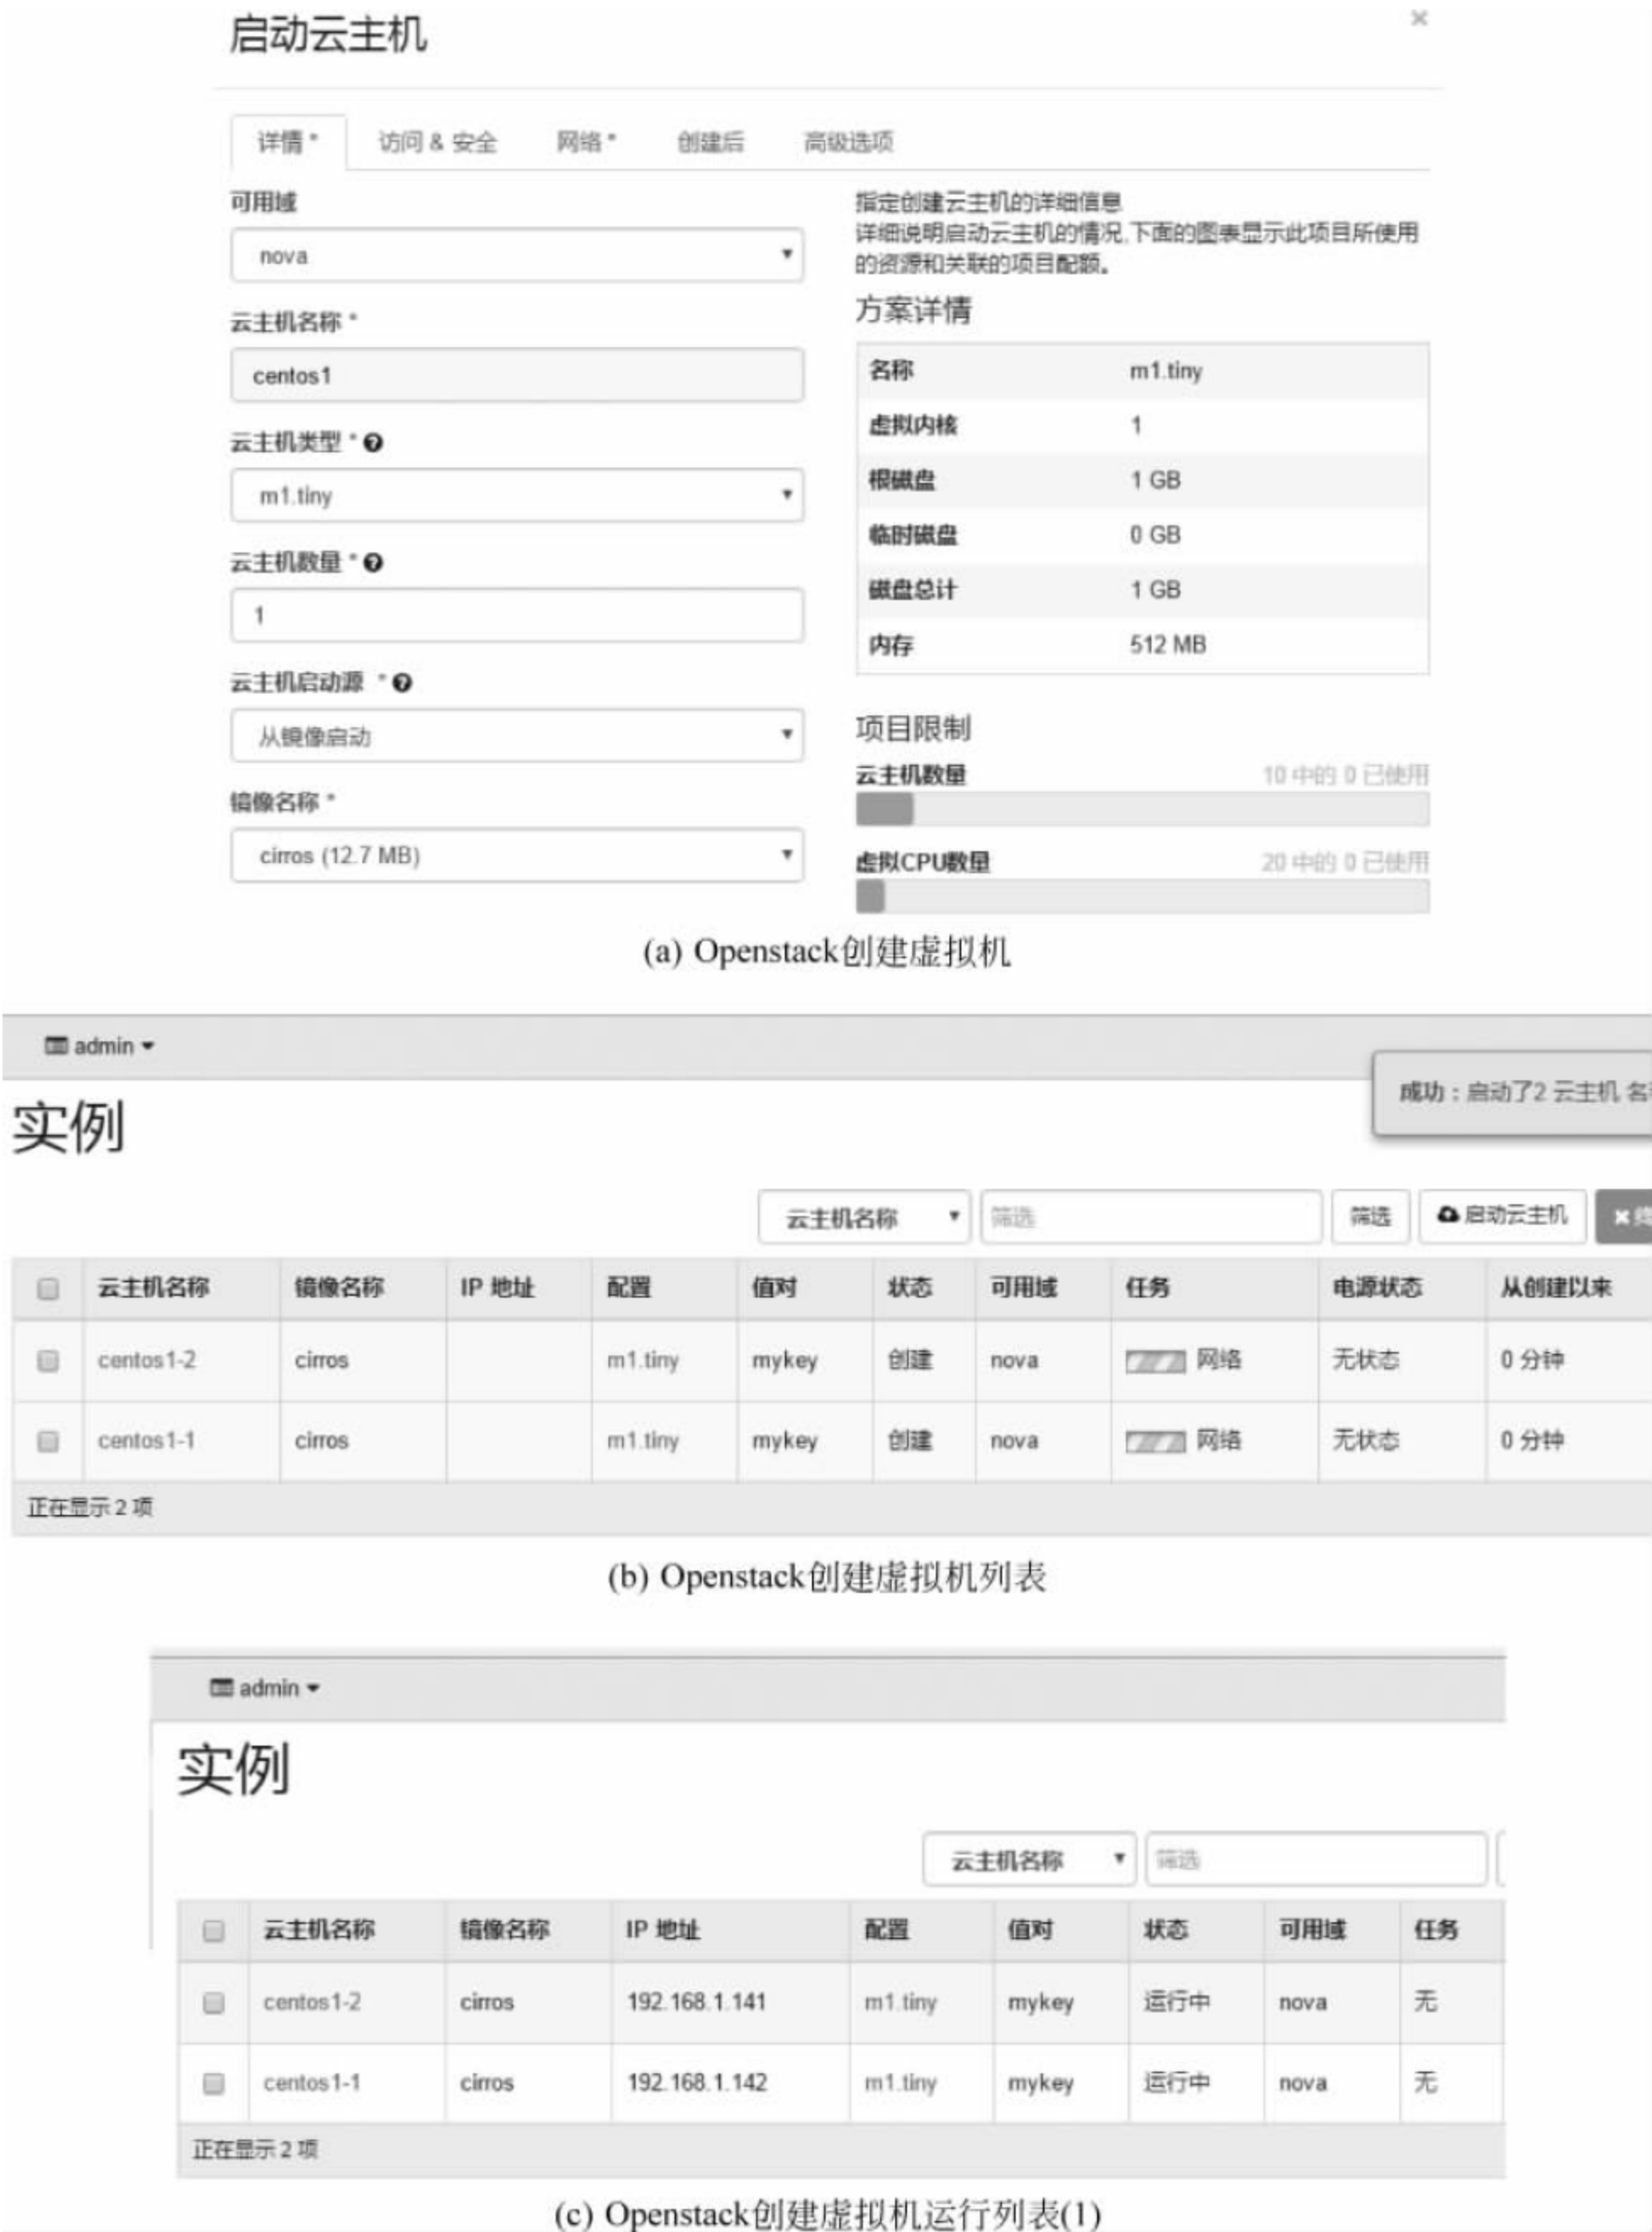 启动云主机
×
详情 * 访问 & 安全 网络 * 创建后 高级选项
可用域
nova
云主机名称 *
centos1
云主机类型 *
m1.tiny
云主机数量 *
1
云主机启动源 *
从镜像启动
镜像名称 *
cirros (12.7 MB)
指定创建云主机的详细信息
详细说明启动云主机的情况,下面的图表显示此项目所使用
的资源和关联的项目配额。
方案详情
名称 m1.tiny
虚拟内核 1
根磁盘 1 GB
临时磁盘 0 GB
磁盘总计 1 GB
内存 512 MB
项目限制
云主机数量 10 中的 0 已使用
虚拟CPU数量 20 中的 0 已使用
(a) Openstack创建虚拟机
admin
成功：启动了2 云主机
实例
云主机名称 筛选 筛选 启动云主机
云主机名称 镜像名称 IP 地址 配置 值对 状态 可用域 任务 电源状态 从创建以来
centos1-2 cirros m1.tiny mykey 创建 nova 网络 无状态 0 分钟
centos1-1 cirros m1.tiny mykey 创建 nova 网络 无状态 0 分钟
正在显示 2 项
(b) Openstack创建虚拟机列表
admin
实例
云主机名称 筛选
云主机名称 镜像名称 IP 地址 配置 值对 状态 可用域 任务
centos1-2 cirros 192.168.1.141 m1.tiny mykey 运行中 nova 无
centos1-1 cirros 192.168.1.142 m1.tiny mykey 运行中 nova 无
正在显示 2 项
(c) Openstack创建虚拟机运行列表(1)